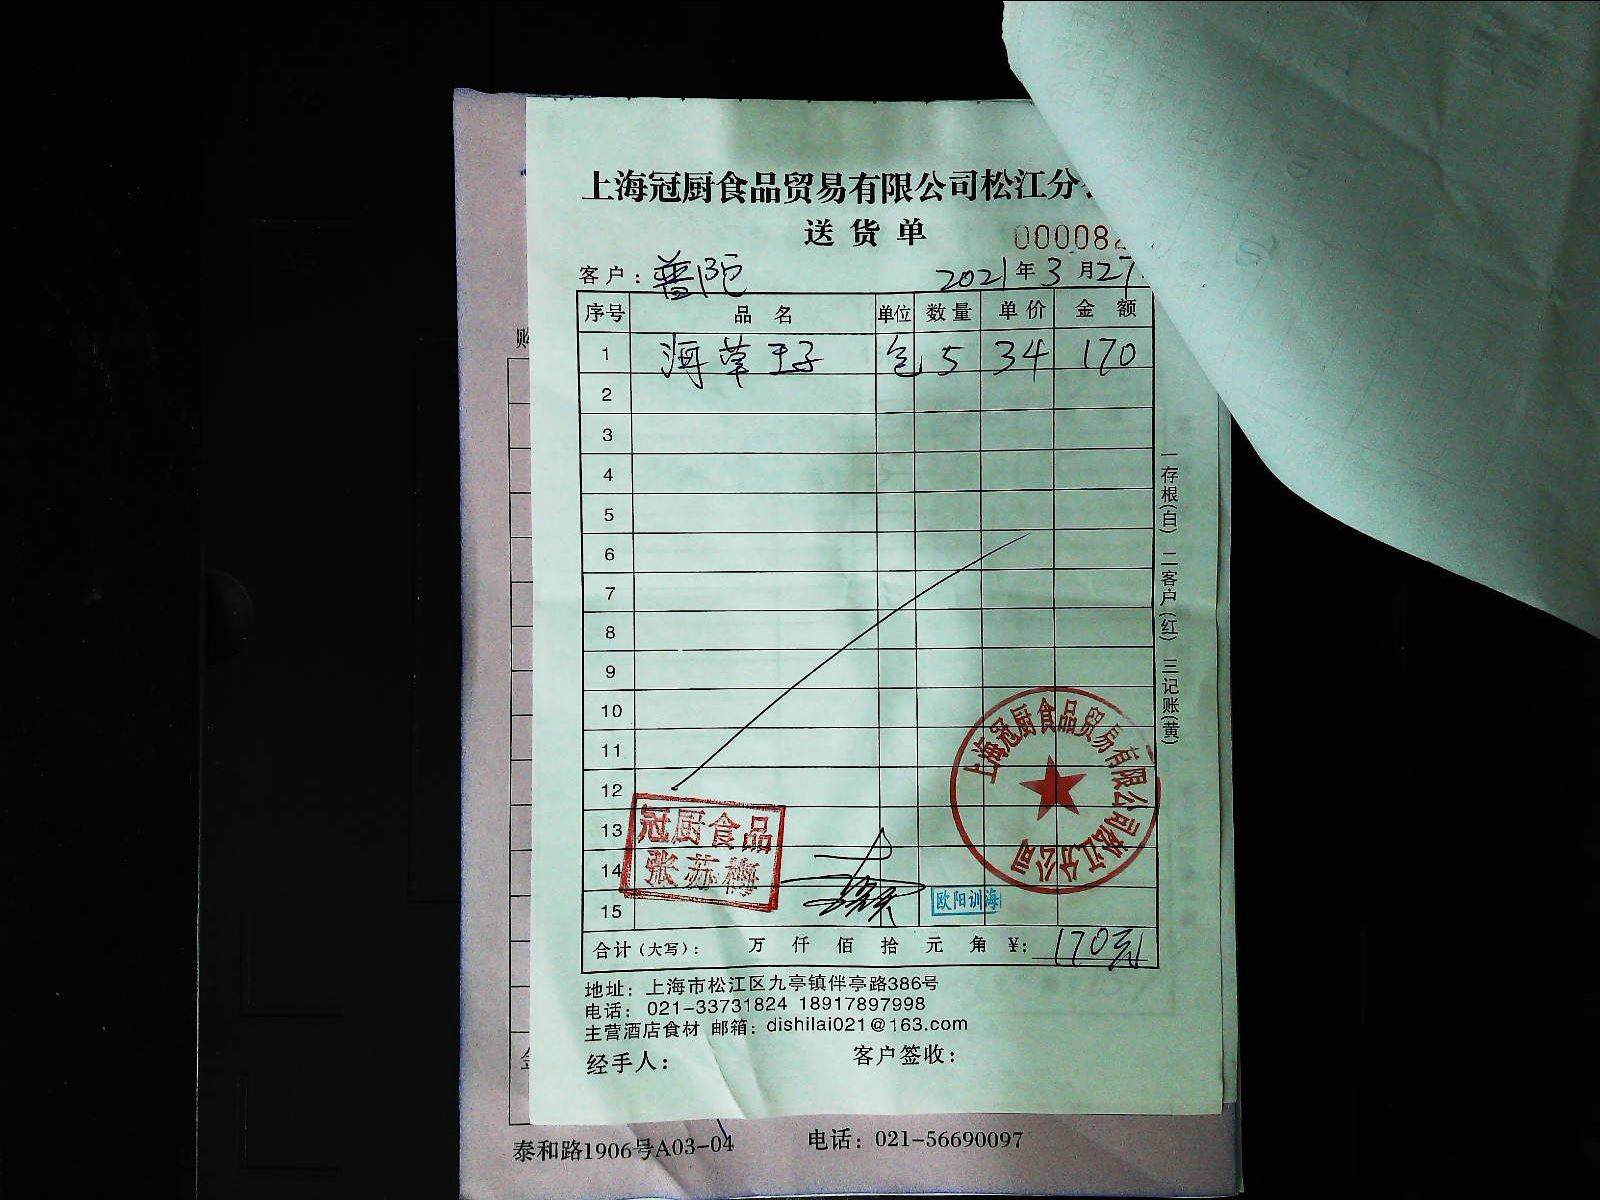 上海冠厨食品贸易有限公司松江分
送货单
00008
客户：普陀 2021年3月27
序号 品名 单位 数量 单价 金额
1 海草王子 包 5 34 170
2
3
4
5
6
7
8
9
10
11
12
13
14
15
冠厨食品
张苏梅
欧阳训海
上海冠厨食品贸易有限公司松江分公司
合计（大写）： 万 仟 佰 拾 元 角 ¥：170元
一存根(白) 二客户(红) 三记账(黄)
地址：上海市松江区九亭镇伴亭路386号
电话：021-33731824 18917897998
主营酒店食材 邮箱：dishilai021@163.com
经手人： 客户签收：
购
泰和路1906号A03-04 电话：021-56690097